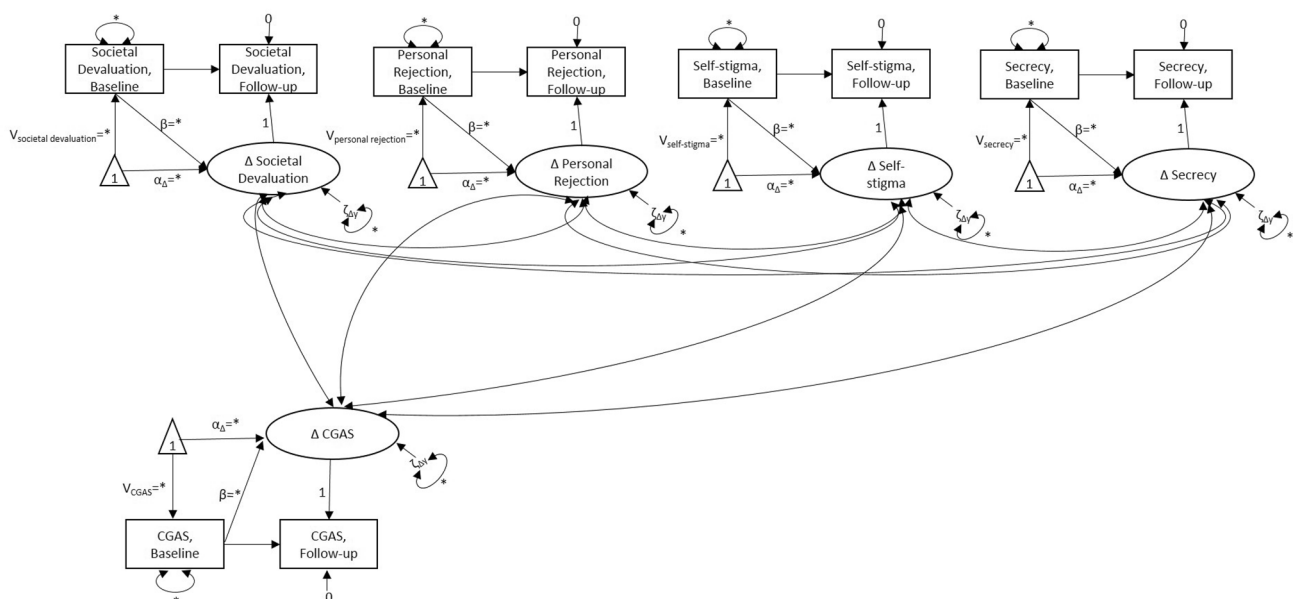 *
0
*
0
*
0
*
0
Societal
Devaluation,
Baseline
Societal
Devaluation,
Follow-up
Personal
Rejection,
Baseline
Personal
Rejection,
Follow-up
Self-stigma,
Baseline
Self-stigma,
Follow-up
Secrecy,
Baseline
Secrecy,
Follow-up
Vsocietal devaluation=*
β=*
1
Vpersonal rejection=*
β=*
1
Vself-stigma=*
β=*
1
Vsecrecy=*
β=*
1
1
αΔ=*
Δ Societal
Devaluation
1
αΔ=*
Δ Personal
Rejection
1
αΔ=*
Δ Self-
stigma
1
αΔ=*
Δ Secrecy
ζΔy
*
ζΔy
*
ζΔy
*
ζΔy
*
1
αΔ=*
Δ CGAS
ζΔy
*
VCGAS=*
β=*
1
CGAS,
Baseline
CGAS,
Follow-up
*
0